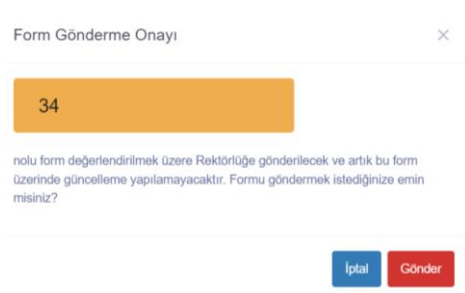 Form Gönderme Onayı
34
nolu form değerlendirilmek üzere Rektörlüğe gönderilecek ve artık bu form
üzerinde güncelleme yapılamayacaktır. Formu göndermek istediğinize emin
misiniz?
İptal Gönder